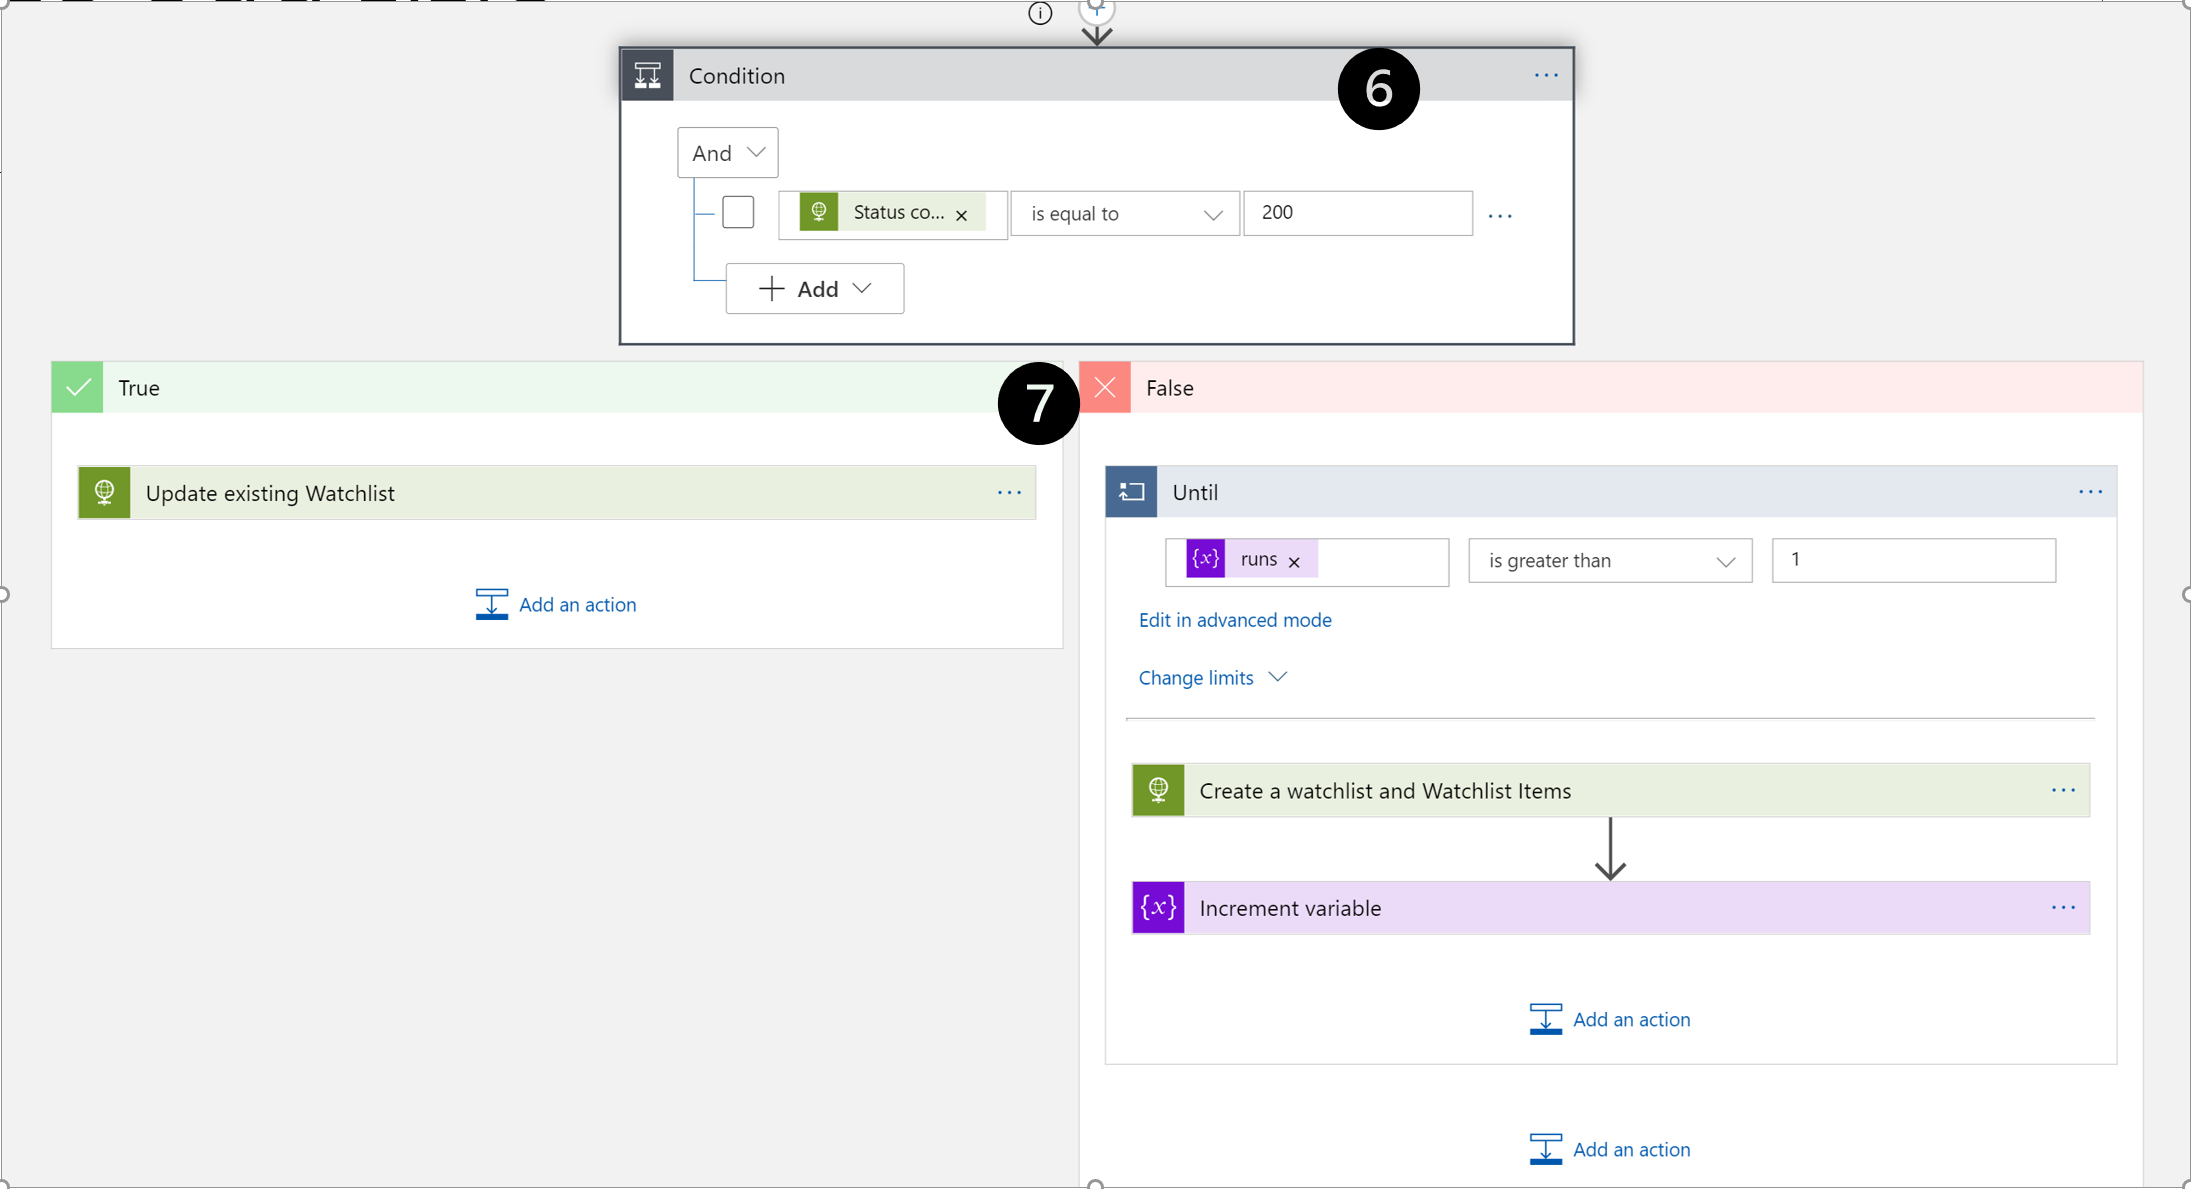 Condition
6
And
Status co... ×
is equal to
200
+ Add
True
7
False
Update existing Watchlist
Add an action
Until
{x} runs ×
is greater than
1
Edit in advanced mode
Change limits
Create a watchlist and Watchlist Items
{x} Increment variable
Add an action
Add an action